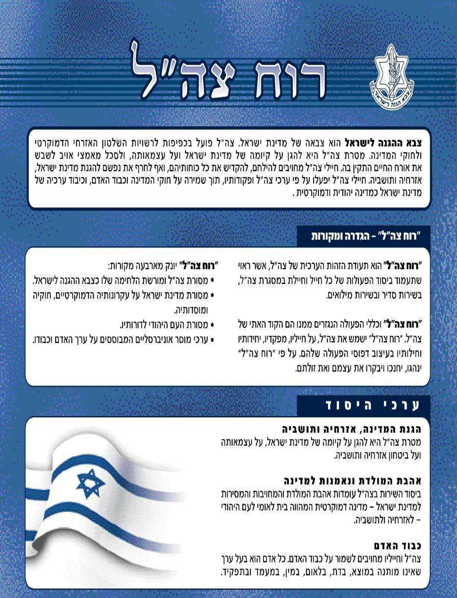 רוח צה"ל
צבא ההגנה לישראל הוא צבאה של מדינת ישראל. צה"ל פועל בכפיפות לרשויות השלטון האזרחי הדמוקרטי
ולחוקי המדינה. מטרת צה"ל היא להגן על קיומה של מדינת ישראל ועל עצמאותה, ולסכל מאמצי אויב לשבש
את אורח החיים התקין בה. חיילי צה"ל מחויבים להילחם, להקדיש את כל כוחותיהם, ואף לחרף את נפשם להגנת מדינת ישראל,
אזרחיה ותושביה. חיילי צה"ל יפעלו על פי ערכי צה"ל ופקודותיו, תוך שמירה על חוקי המדינה וכבוד האדם, וכיבוד ערכיה של
מדינת ישראל כמדינה יהודית ודמוקרטית.
"רוח צה"ל" - הגדרה ומקורות
"רוח צה"ל" הוא תעודת הזהות הערכית של צה"ל, אשר ראוי
שתעמוד ביסוד הפעולות של כל חייל וחיילת במסגרת צה"ל,
בשירות סדיר ובשירות מילואים.
"רוח צה"ל" וכללי הפעולה הנגזרים ממנו הם הקוד האתי של
צה"ל. "רוח צה"ל" ישמש את צה"ל, על חייליו, מפקדיו, יחידותיו
וחילותיו בעיצוב דפוסי הפעולה שלהם. על פי "רוח צה"ל"
ינהגו, יחנכו ויבקרו את עצמם ואת זולתם.
"רוח צה"ל" יונק מארבעה מקורות:
• מסורת צה"ל ומורשת הלחימה שלו כצבא ההגנה לישראל.
• מסורת מדינת ישראל על עקרונותיה הדמוקרטיים, חוקיה
ומוסדותיה.
• מסורת העם היהודי לדורותיו.
• ערכי מוסר אוניברסליים המבוססים על ערך האדם וכבודו.
ערכי היסוד
הגנת המדינה, אזרחיה ותושביה
מטרת צה"ל היא להגן על קיומה של מדינת ישראל, על עצמאותה
ועל ביטחון אזרחיה ותושביה.
אהבת המולדת ונאמנות למדינה
ביסוד השירות בצה"ל עומדות אהבת המולדת והמחויבות והמסירות
למדינת ישראל – מדינה דמוקרטית המהווה בית לאומי לעם היהודי
– לאזרחיה ולתושביה.
כבוד האדם
צה"ל וחייליו מחויבים לשמור על כבוד האדם. כל אדם הוא בעל ערך
שאינו מותנה במוצא, בדת, בלאום, במין, במעמד ובתפקיד.